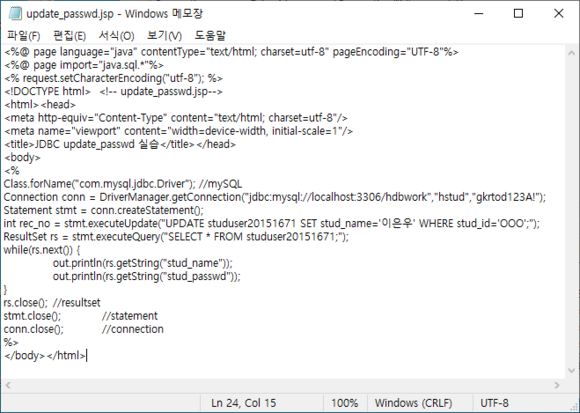 update_passwd.jsp - Windows 메모장
파일(F) 편집(E) 서식(O) 보기(V) 도움말
<%@ page language="java" contentType="text/html; charset=utf-8" pageEncoding="UTF-8"%>
<%@ page import="java.sql.*"%>
<% request.setCharacterEncoding("utf-8"); %>
<!DOCTYPE html> <!-- update_passwd.jsp-->
<html><head>
<meta http-equiv="Content-Type" content="text/html; charset=utf-8"/>
<meta name="viewport" content="width=device-width, initial-scale=1"/>
<title>JDBC update_passwd 실습</title></head>
<body>
<%
Class.forName("com.mysql.jdbc.Driver"); //mySQL
Connection conn = DriverManager.getConnection("jdbc:mysql://localhost:3306/hdbwork","hstud","gkrtod123A!");
Statement stmt = conn.createStatement();
int rec_no = stmt.executeUpdate("UPDATE studuser20151671 SET stud_name='이은우' WHERE stud_id='OOO';");
ResultSet rs = stmt.executeQuery("SELECT * FROM studuser20151671;");
while(rs.next()) {
out.println(rs.getString("stud_name"));
out.println(rs.getString("stud_passwd"));
}
rs.close(); //resultset
stmt.close(); //statement
conn.close(); //connection
%>
</body></html>
Ln 24, Col 15 100% Windows (CRLF) UTF-8